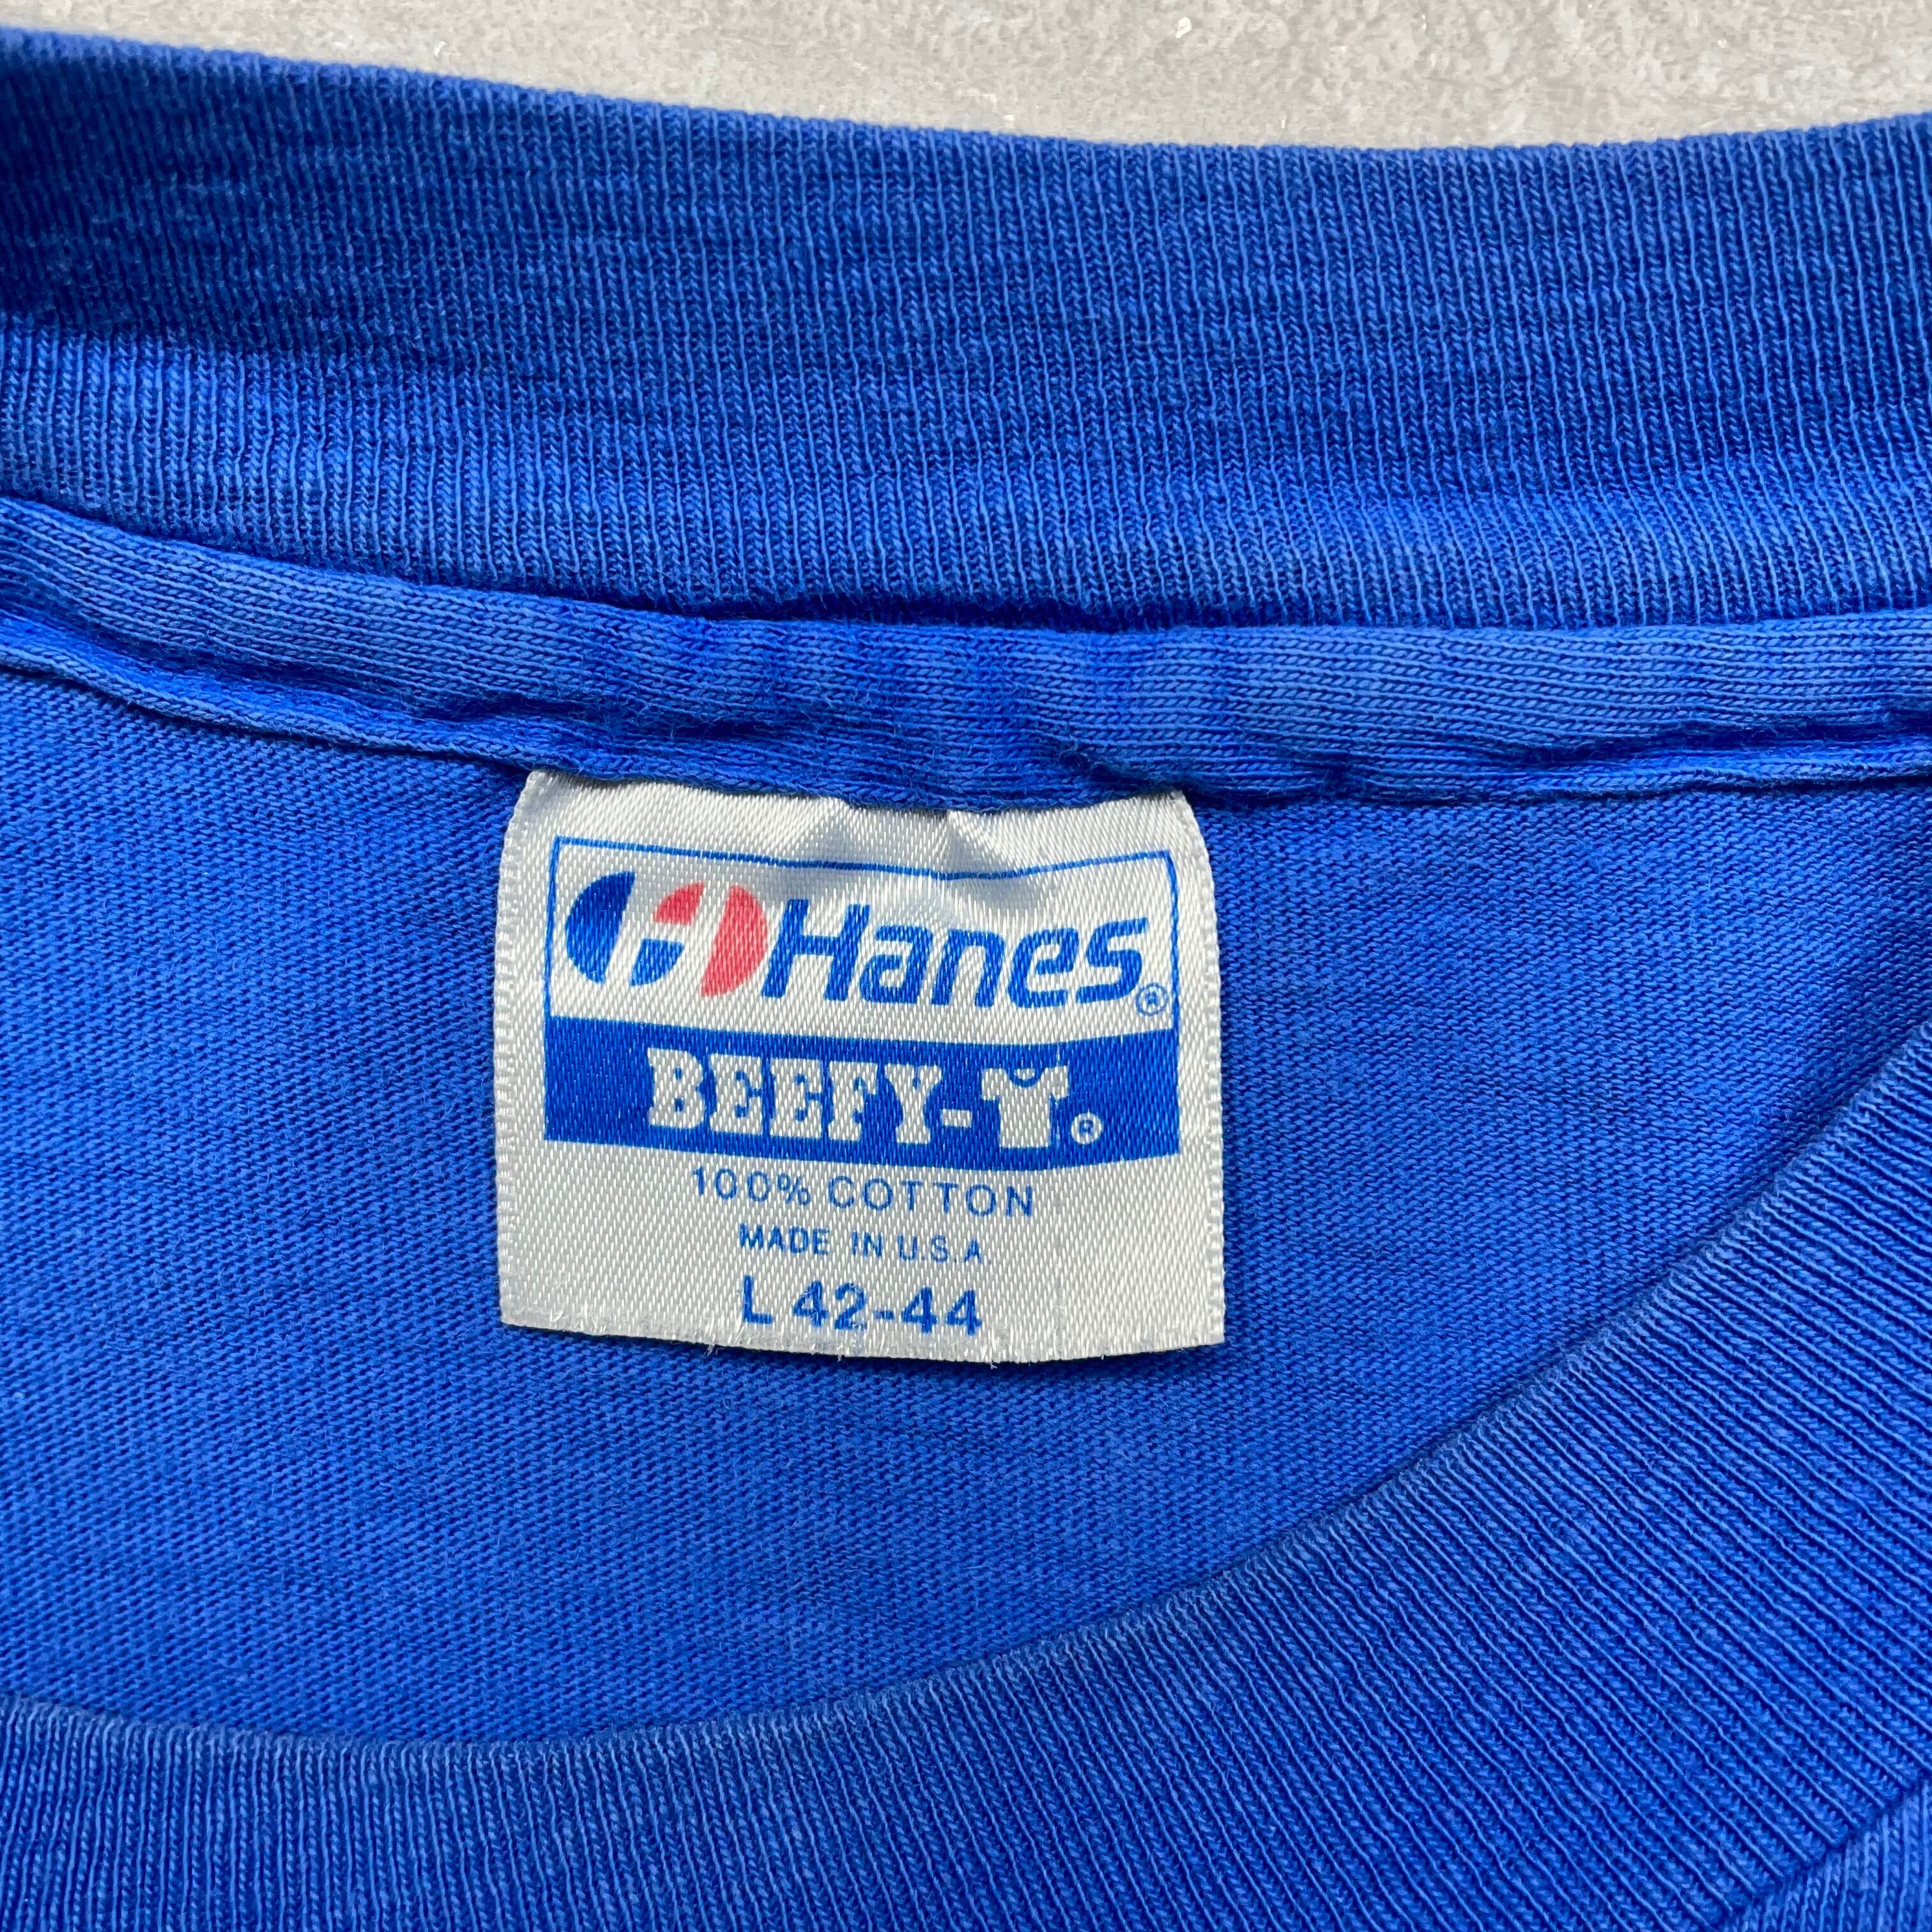 Hanes®
BEEFY-T®
100% COTTON
MADE IN U.S.A
L 42-44